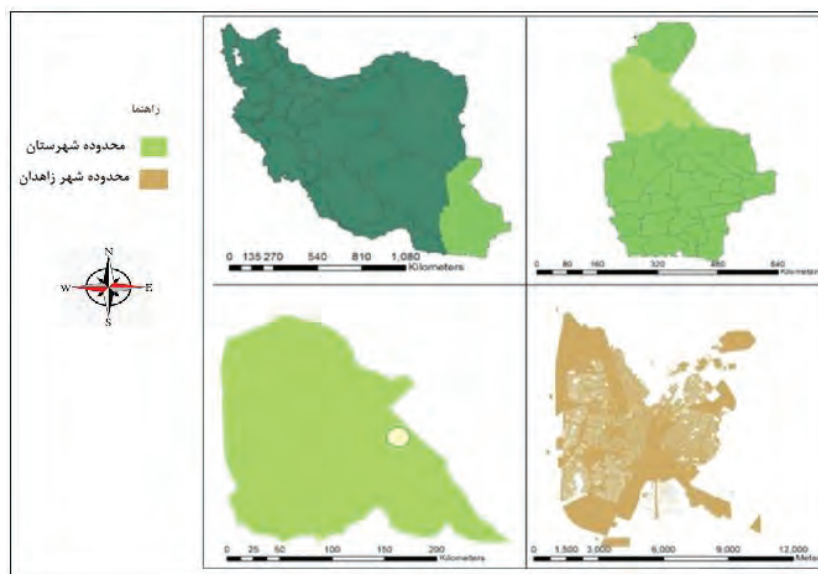 راهنما
محدوده شهرستان
محدوده شهر زاهدان
N
W E
S
0 135 270 540 810 1,080
Kilometers
0 80 160 320 480 640
Kilometers
0 25 50 100 150 200
Kilometers
0 1,500 3,000 6,000 9,000 12,000
Meters